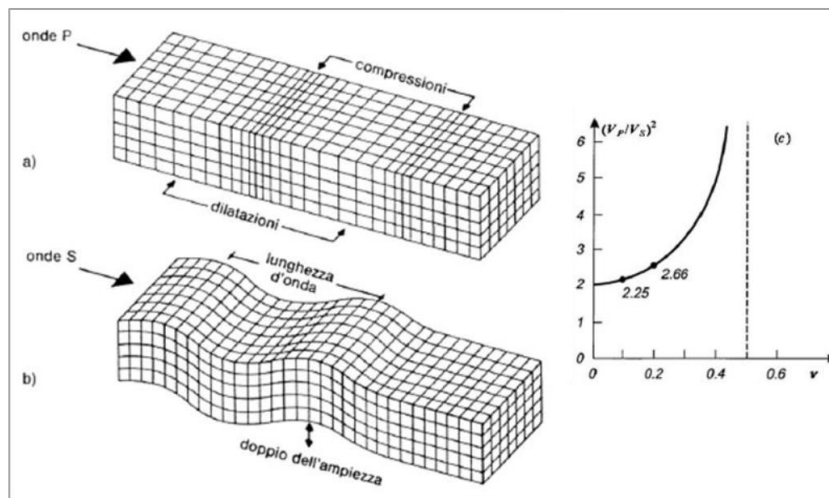 onde P
compressioni
a)
dilatazioni
onde S
lunghezza
d'onda
b)
doppio dell'ampiezza
(V_P/V_S)^2
(c)
6
5
4
3
2
1
0
2.25
2.66
0
0.2
0.4
0.6
ν